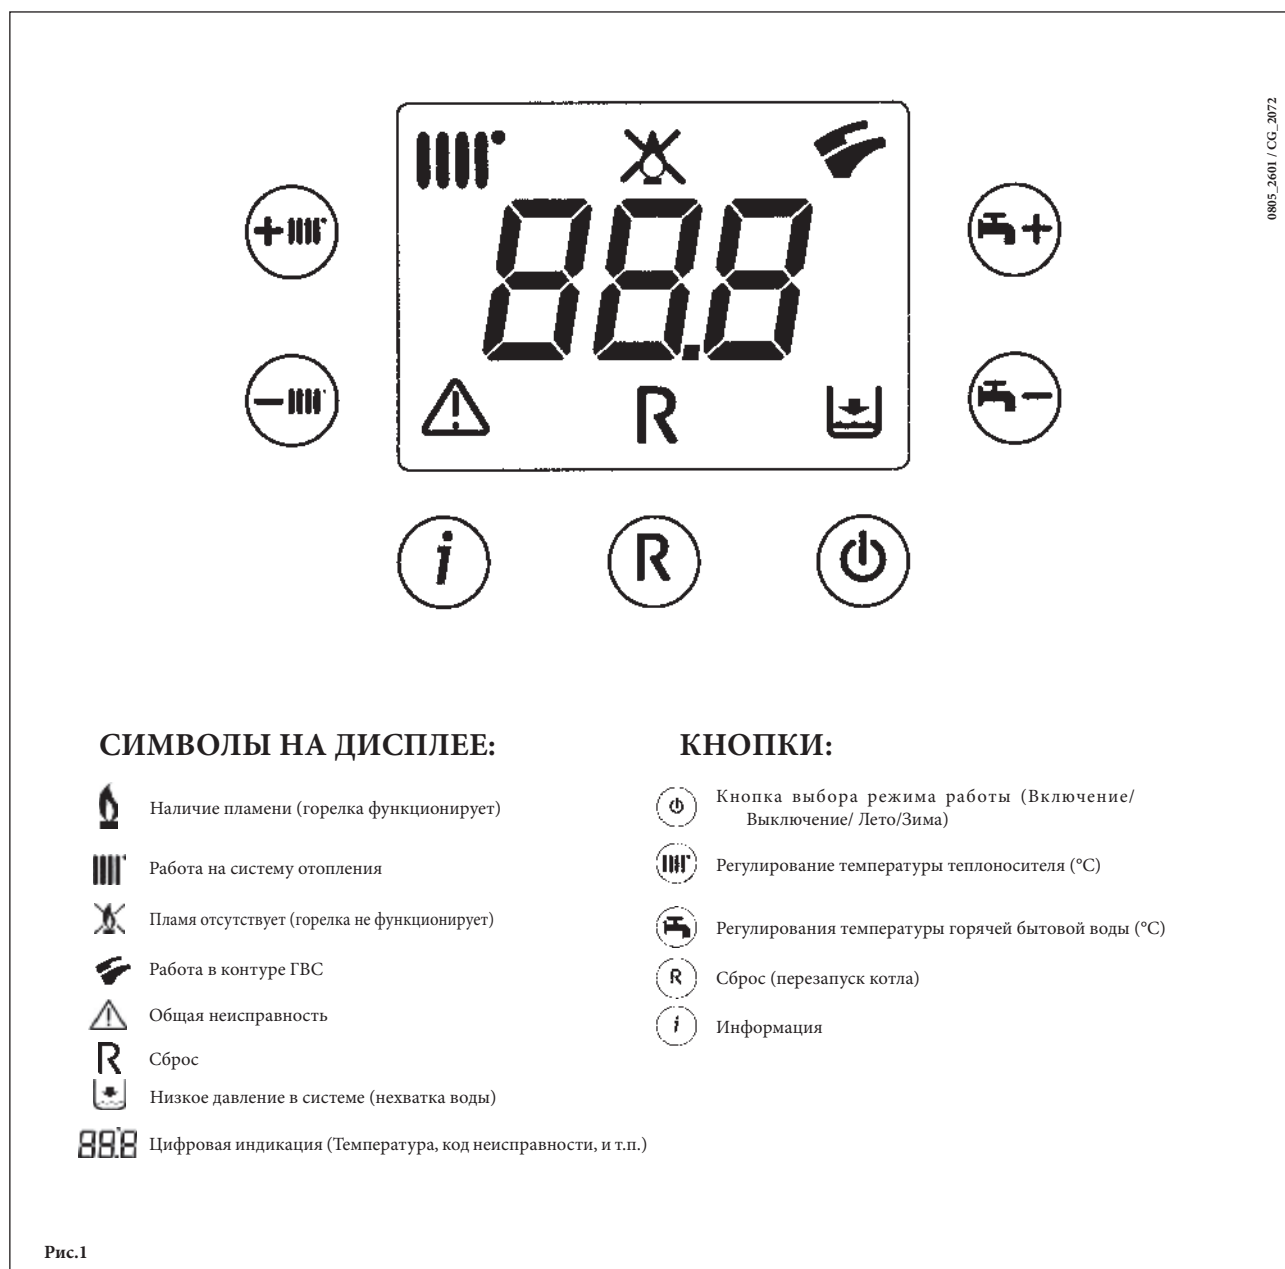 0805_2601 / CG_2072
88.8
R
i
R
СИМВОЛЫ НА ДИСПЛЕЕ:
Наличие пламени (горелка функционирует)
Работа на систему отопления
Пламя отсутствует (горелка не функционирует)
Работа в контуре ГВС
Общая неисправность
R Сброс
Низкое давление в системе (нехватка воды)
88.8 Цифровая индикация (Температура, код неисправности, и т.п.)
КНОПКИ:
Кнопка выбора режима работы (Включение/
Выключение/ Лето/Зима)
Регулирование температуры теплоносителя (°C)
Регулирования температуры горячей бытовой воды (°C)
R Сброс (перезапуск котла)
i Информация
Рис.1